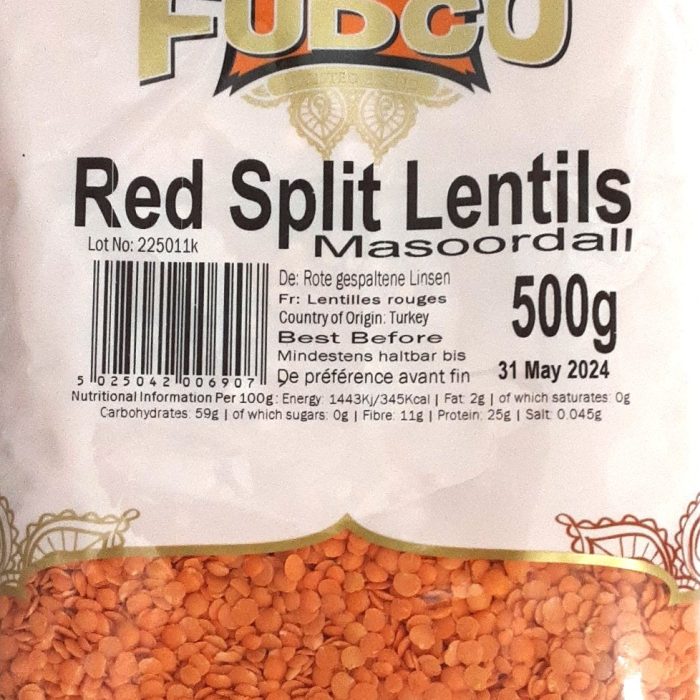 FUDCO
Red Split Lentils
Masoordall
Lot No: 225011k
De: Rote gespaltene Linsen
Fr: Lentilles rouges
Country of Origin: Turkey
500g
Best Before
Mindestens haltbar bis
De préférence avant fin
31 May 2024
5 025042 006907
Nutritional Information Per 100g: Energy: 1443Kj/345Kcal | Fat: 2g | of which saturates: 0g
Carbohydrates: 59g | of which sugars: 0g | Fibre: 11g | Protein: 25g | Salt: 0.045g